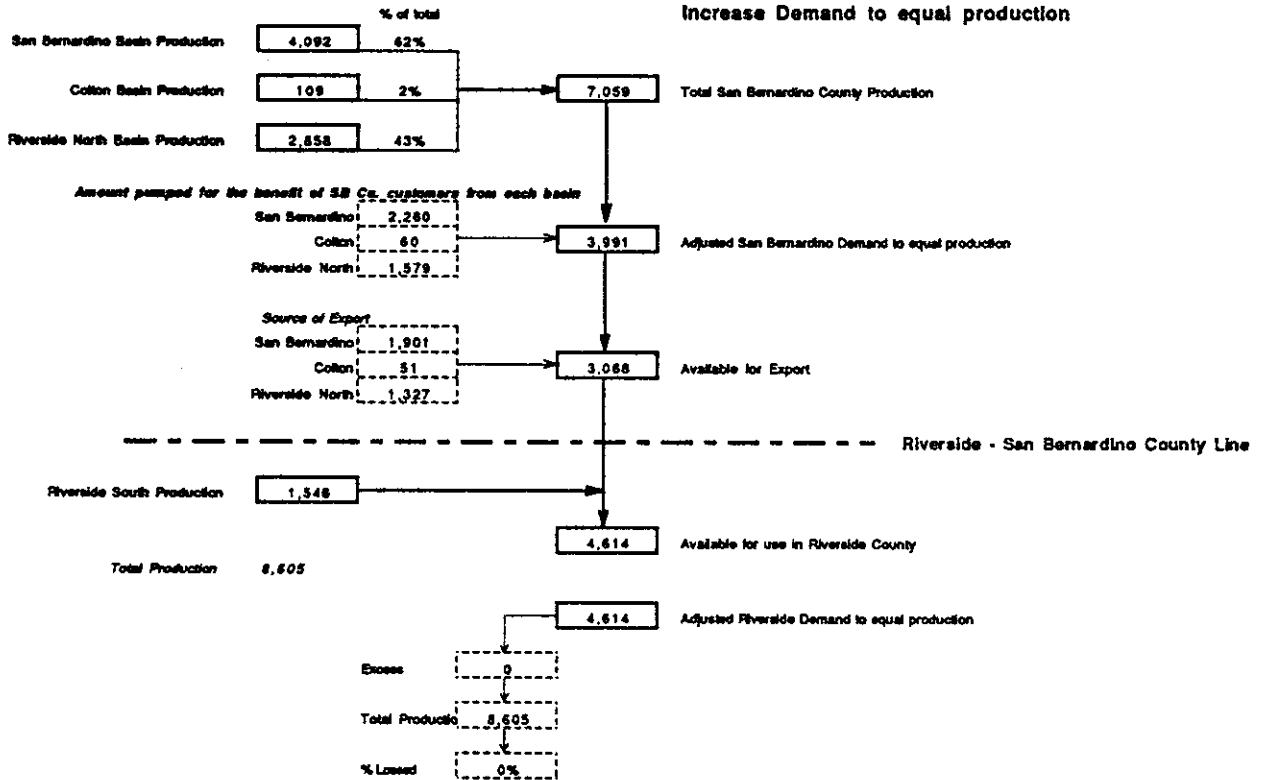 % of total
Increase Demand to equal production
San Bernardino Basin Production 4,092 62%
Colton Basin Production 109 2% 7,059 Total San Bernardino County Production
Riverside North Basin Production 2,858 43%
Amount pumped for the benefit of SB Co. customers from each basin
San Bernardino 2,260
Colton 60 3,991 Adjusted San Bernardino Demand to equal production
Riverside North 1,579
Source of Export
San Bernardino 1,901
Colton 51 3,068 Available for Export
Riverside North 1,327
Riverside - San Bernardino County Line
Riverside South Production 1,546
4,614 Available for use in Riverside County
Total Production 8,605
4,614 Adjusted Riverside Demand to equal production
Excess 0
Total Productio 8,605
% Lossed 0%